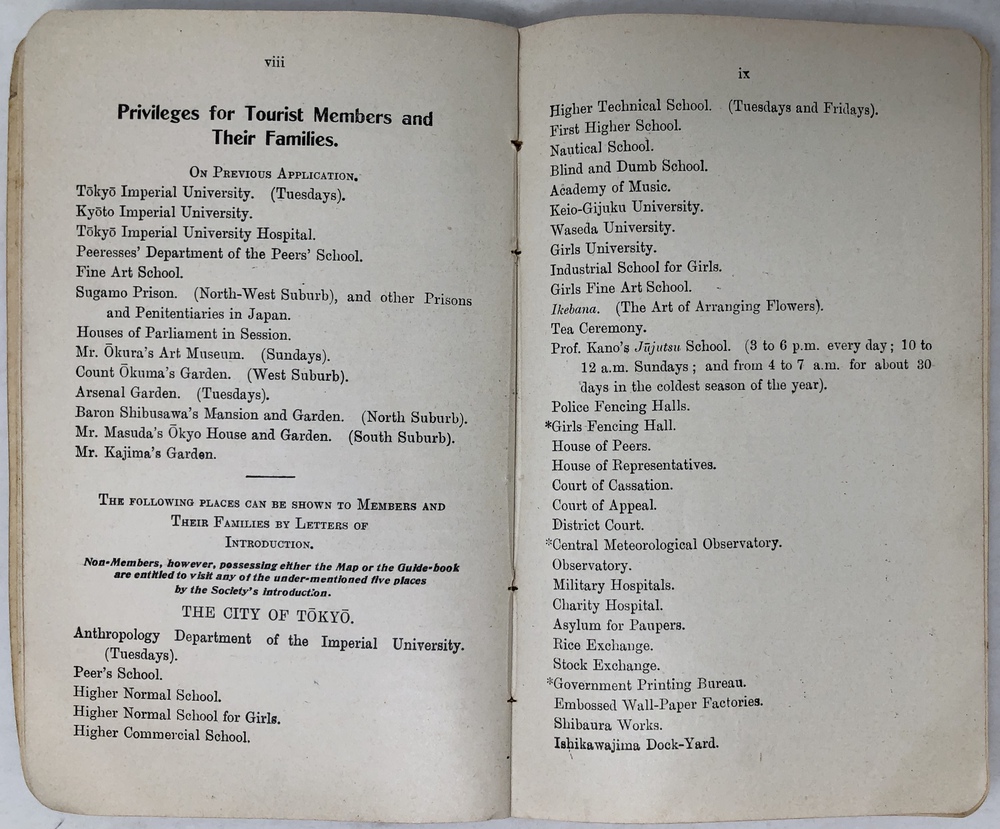 viii
Privileges for Tourist Members and
Their Families.
On Previous Application.
Tōkyō Imperial University. (Tuesdays).
Kyōto Imperial University.
Tōkyō Imperial University Hospital.
Peeresses' Department of the Peers' School.
Fine Art School.
Sugamo Prison. (North-West Suburb), and other Prisons
and Penitentiaries in Japan.
Houses of Parliament in Session.
Mr. Ōkura's Art Museum. (Sundays).
Count Ōkuma's Garden. (West Suburb).
Arsenal Garden. (Tuesdays).
Baron Shibusawa's Mansion and Garden. (North Suburb).
Mr. Masuda's Ōkyo House and Garden. (South Suburb).
Mr. Kajima's Garden.
The following places can be shown to Members and
Their Families by Letters of
Introduction.
Non-Members, however, possessing either the Map or the Guide-book
are entitled to visit any of the under-mentioned five places
by the Society's introduction.
THE CITY OF TŌKYŌ.
Anthropology Department of the Imperial University.
(Tuesdays).
Peer's School.
Higher Normal School.
Higher Normal School for Girls.
Higher Commercial School.
ix
Higher Technical School. (Tuesdays and Fridays).
First Higher School.
Nautical School.
Blind and Dumb School.
Academy of Music.
Keio-Gijuku University.
Waseda University.
Girls University.
Industrial School for Girls.
Girls Fine Art School.
Ikebana. (The Art of Arranging Flowers).
Tea Ceremony.
Prof. Kano's Jūjutsu School. (3 to 6 p.m. every day; 10 to
12 a.m. Sundays; and from 4 to 7 a.m. for about 30
days in the coldest season of the year).
Police Fencing Halls.
*Girls Fencing Hall.
House of Peers.
House of Representatives.
Court of Cassation.
Court of Appeal.
District Court.
*Central Meteorological Observatory.
Observatory.
Military Hospitals.
Charity Hospital.
Asylum for Paupers.
Rice Exchange.
Stock Exchange.
*Government Printing Bureau.
Embossed Wall-Paper Factories.
Shibaura Works.
Ishikawajima Dock-Yard.